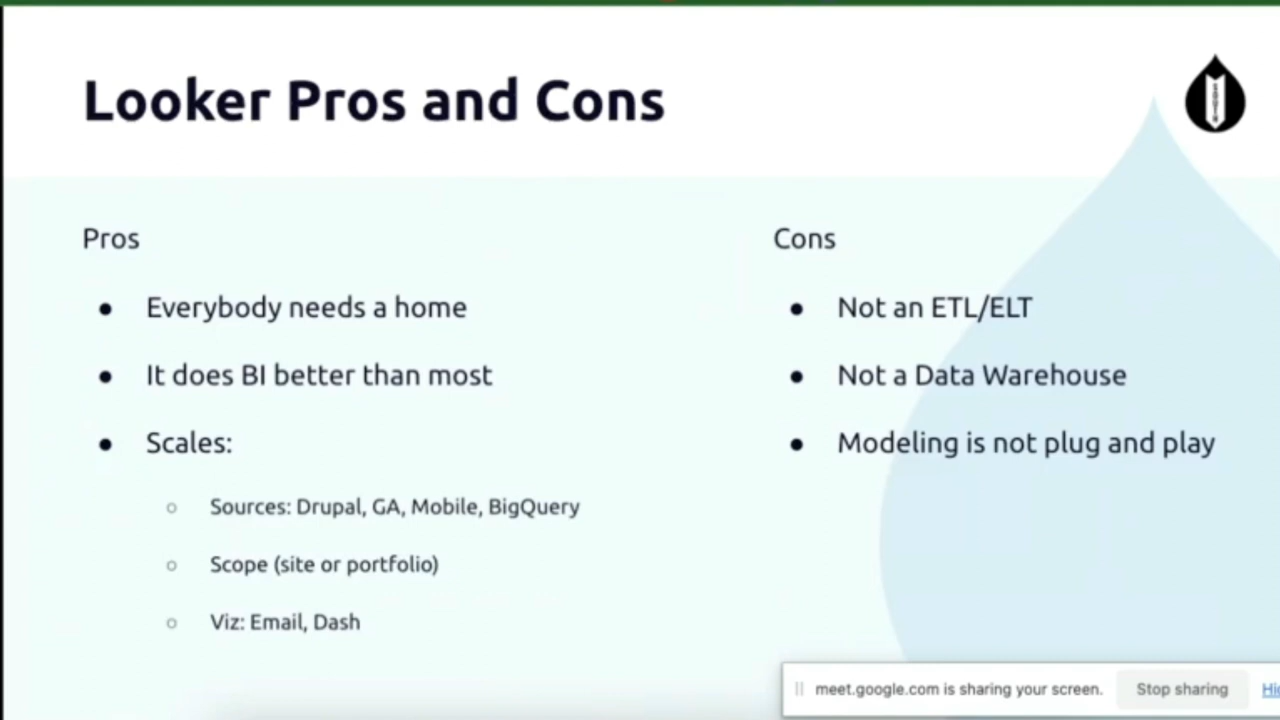 Looker Pros and Cons
Pros
Everybody needs a home
It does BI better than most
Scales:
Sources: Drupal, GA, Mobile, BigQuery
Scope (site or portfolio)
Viz: Email, Dash
Cons
Not an ETL/ELT
Not a Data Warehouse
Modeling is not plug and play
meet.google.com is sharing your screen.
Stop sharing